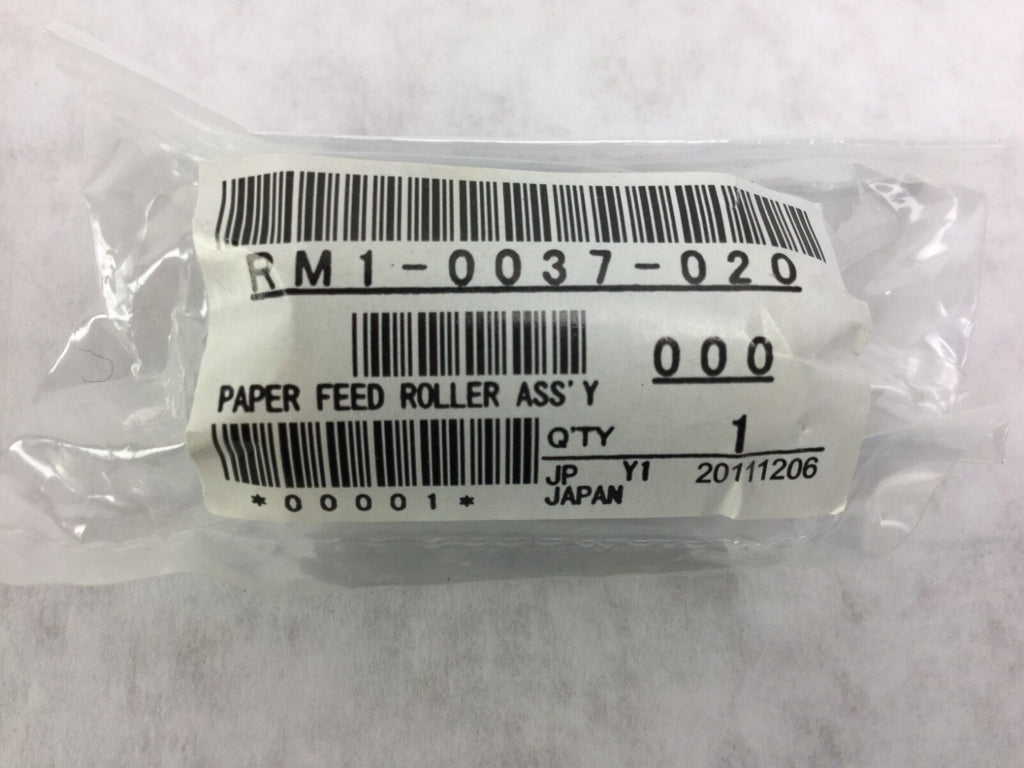 RM1-0037-020
000
PAPER FEED ROLLER ASS'Y
Q'TY 1
JP Y1 20111206
*00001* JAPAN